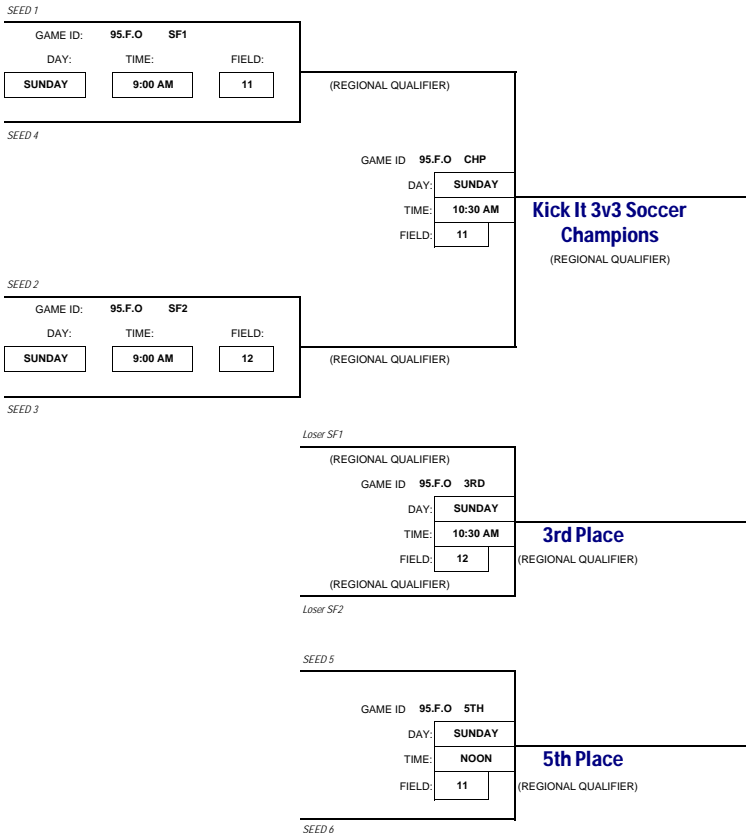 SEED 1
GAME ID: 95.F.O SF1
DAY: TIME: FIELD:
SUNDAY 9:00 AM 11
(REGIONAL QUALIFIER)
SEED 4
GAME ID 95.F.O CHP
DAY: SUNDAY
TIME: 10:30 AM
FIELD: 11
Kick It 3v3 Soccer
Champions
(REGIONAL QUALIFIER)
SEED 2
GAME ID: 95.F.O SF2
DAY: TIME: FIELD:
SUNDAY 9:00 AM 12
(REGIONAL QUALIFIER)
SEED 3
Loser SF1
(REGIONAL QUALIFIER)
GAME ID 95.F.O 3RD
DAY: SUNDAY
TIME: 10:30 AM
FIELD: 12
3rd Place
(REGIONAL QUALIFIER)
(REGIONAL QUALIFIER)
Loser SF2
SEED 5
GAME ID 95.F.O 5TH
DAY: SUNDAY
TIME: NOON
FIELD: 11
5th Place
(REGIONAL QUALIFIER)
SEED 6